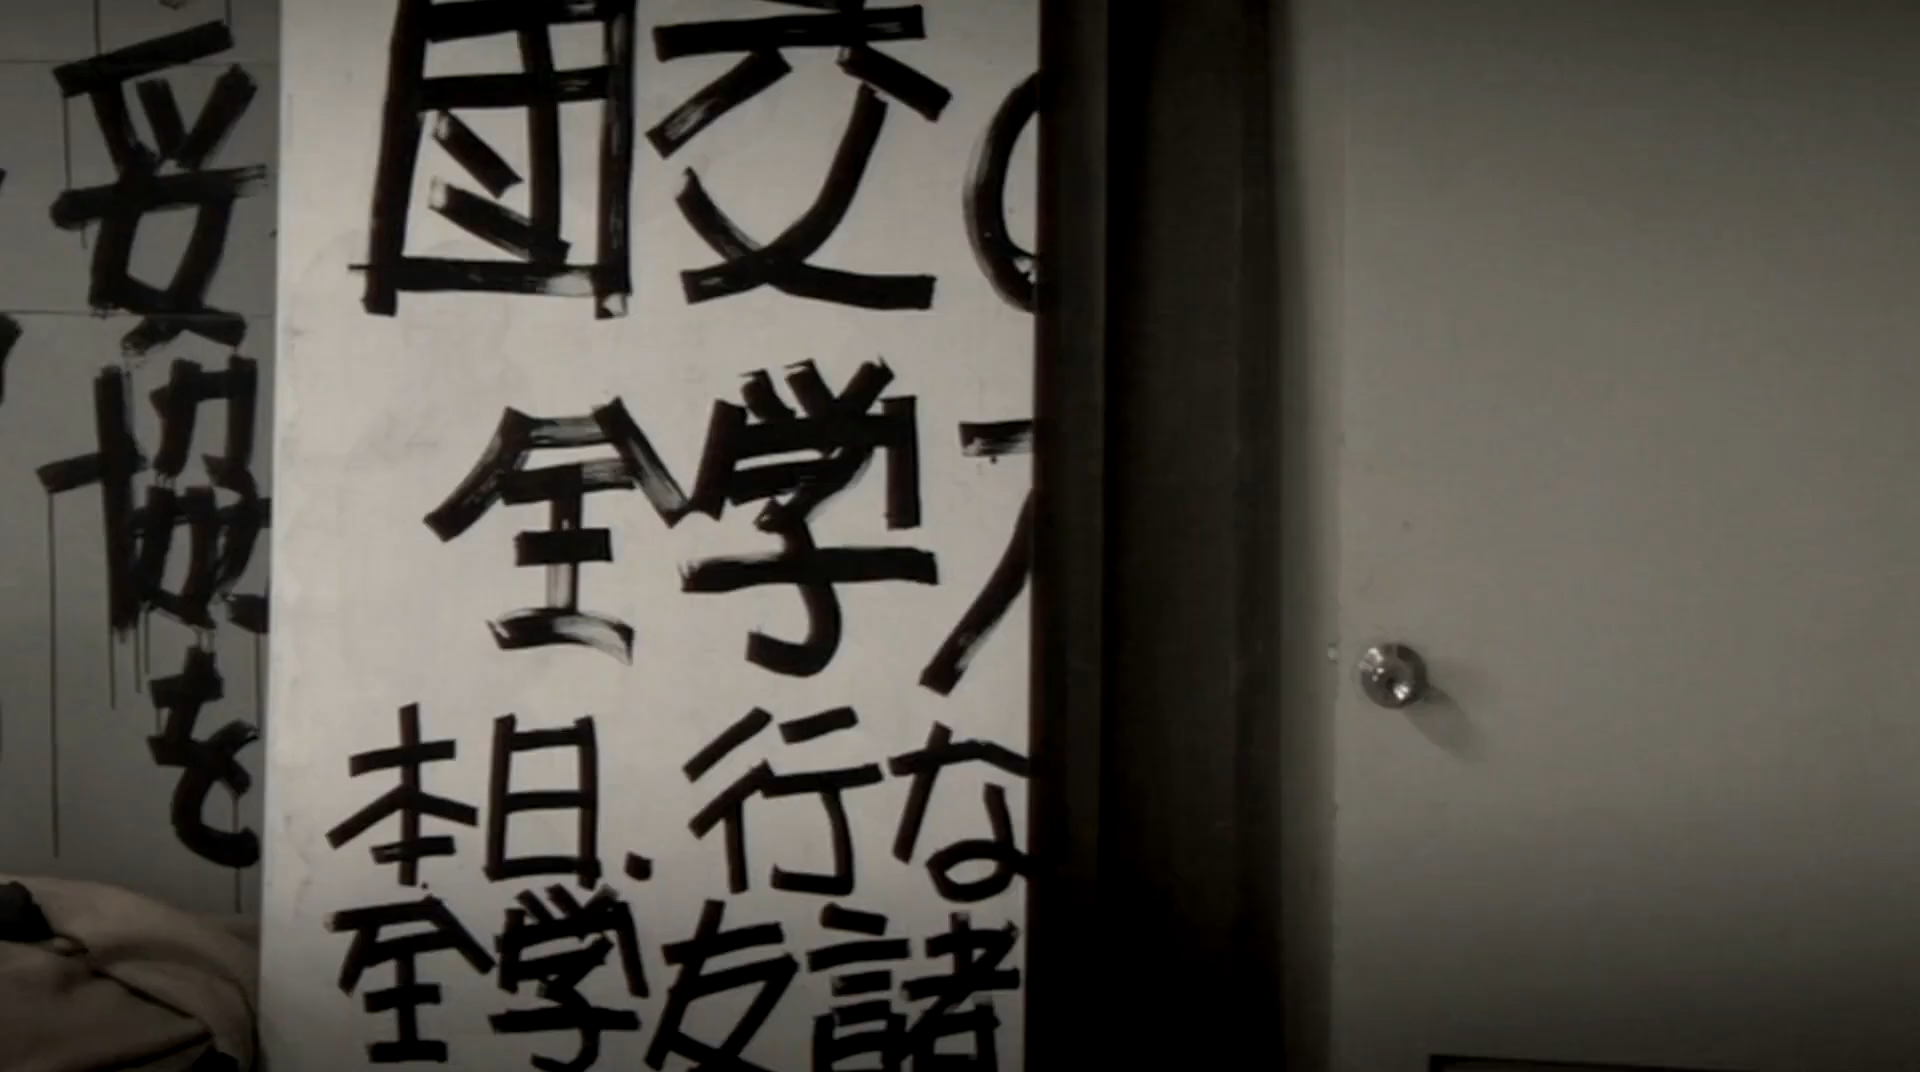 妥協を
団交の
全学
本日.行な
全学友諸